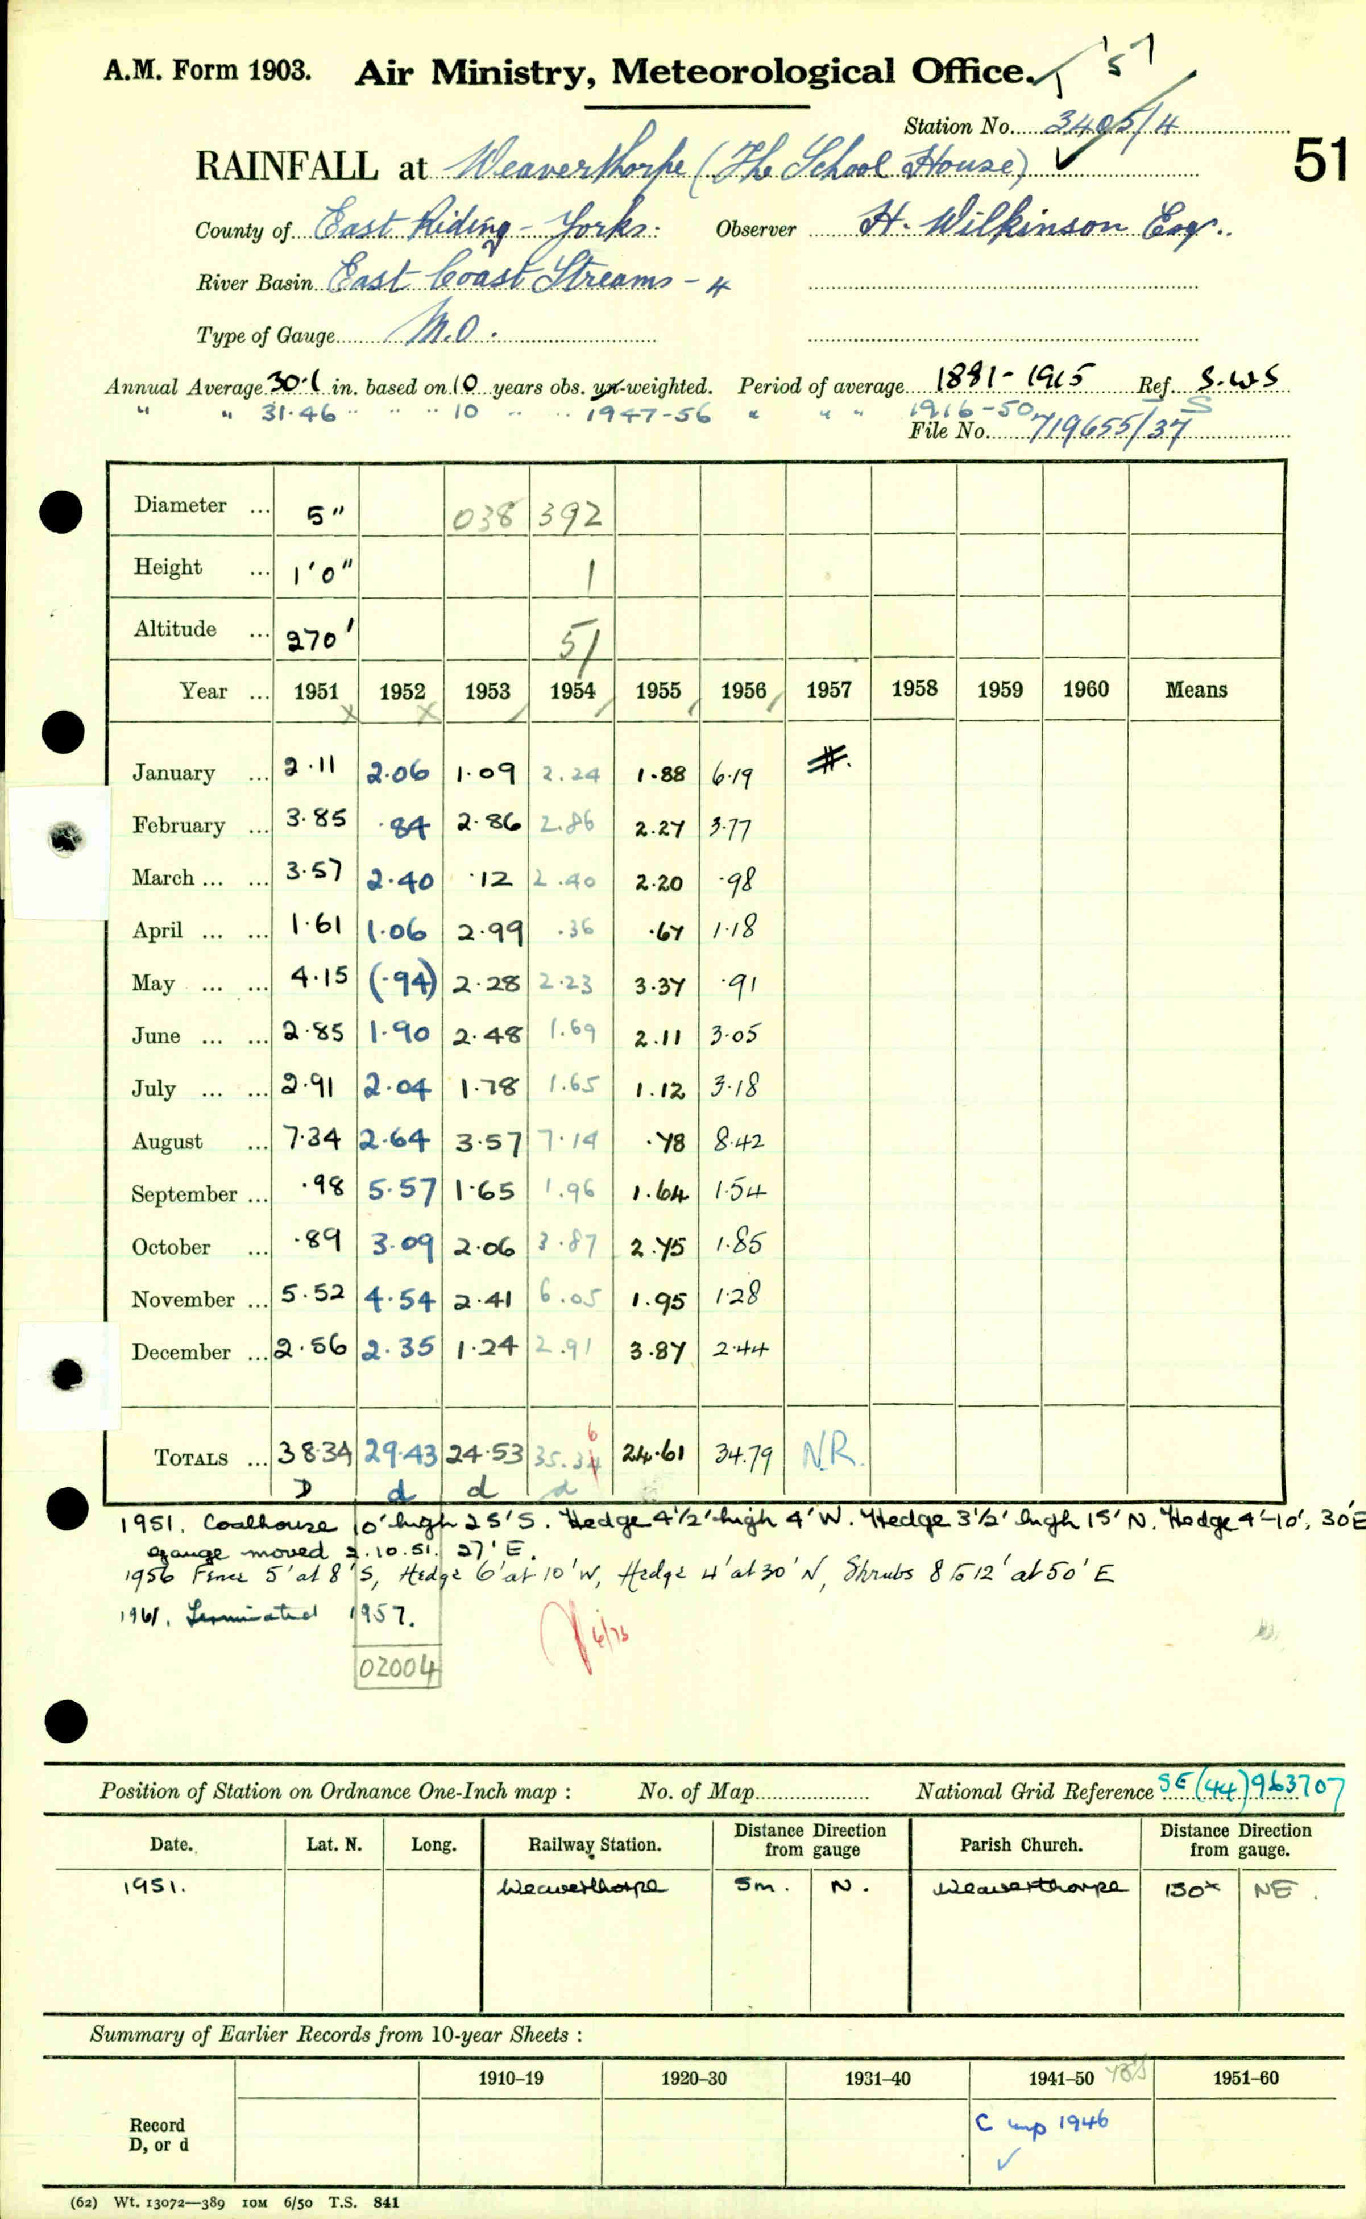 '57
A.M. Form 1903. Air Ministry, Meteorological Office.
Station No. 3405/4
51
RAINFALL at Weaverthorpe (The School House)
County of East Riding - Yorks. Observer H. Wilkinson Esq.
River Basin East Coast Streams - 4
Type of Gauge M.O.
Annual Average 30.1 in. based on 10 years obs. un-weighted. Period of average 1881-1915 Ref. S.W.S
" " 31.46 " " " 10 " " 1947-56 " " " 1916-50 S
File No. 719655/37
Diameter ... 5" 038 392
Height ... 1'0" 1
Altitude ... 270' 51
Year ... 1951 1952 1953 1954 1955 1956 1957 1958 1959 1960 Means
January ... 2.11 2.06 1.09 2.24 1.88 6.19 #.
February ... 3.85 .84 2.86 2.86 2.27 3.77
March ... ... 3.57 2.40 .12 2.40 2.20 .98
April ... ... 1.61 1.06 2.99 .36 .67 1.18
May ... ... 4.15 (.94) 2.28 2.23 3.37 .91
June ... ... 2.85 1.90 2.48 1.69 2.11 3.05
July ... ... 2.91 2.04 1.78 1.65 1.12 3.18
August ... 7.34 2.64 3.57 7.14 .78 8.42
September ... .98 5.57 1.65 1.96 1.64 1.54
October ... .89 3.09 2.06 3.87 2.75 1.85
November ... 5.52 4.54 2.41 6.05 1.95 1.28
December ... 2.56 2.35 1.24 2.91 3.87 2.44
6
TOTALS ... 38.34 29.43 24.53 35.34 24.61 34.79 N.R.
D d d d
1951. Coalhouse 10' high 25'S. Hedge 4½' high 4'W. Hedge 3½' high 15'N. Hedge 4'-10', 30'E
gauge moved 2.10.51. 27'E.
1956 Fence 5' at 8'S, Hedge 6' at 10'W, Hedge 4' at 30'N, Shrubs 8 to 12' at 50'E
1961. Terminated 1957.
6/73
02004
Position of Station on Ordnance One-Inch map : No. of Map National Grid Reference SE(44)963707
Date. Lat. N. Long. Railway Station. Distance from Direction gauge Parish Church. Distance from Direction gauge.
1951. Weaverthorpe 5m. N. Weaverthorpe 130x NE.
Summary of Earlier Records from 10-year Sheets :
1910-19 1920-30 1931-40 1941-50 1951-60
Record
D, or d
C inp 1946
(62) Wt. 13072—389 10M 6/50 T.S. 841